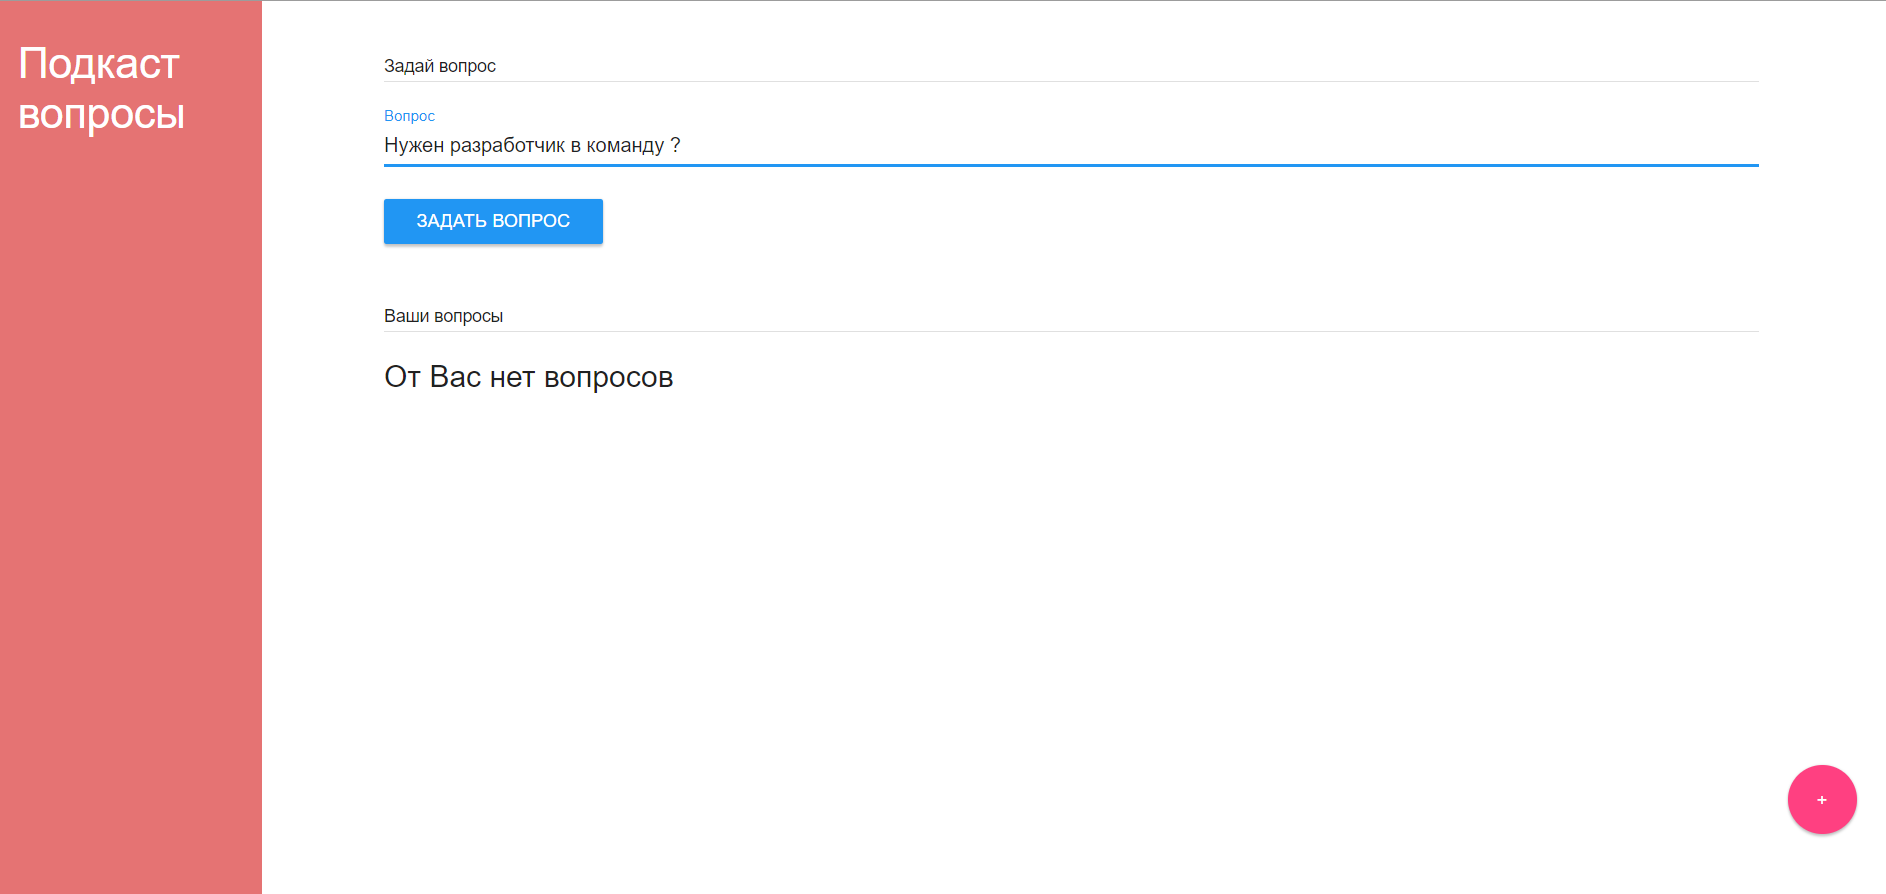 Подкаст
вопросы
Задай вопрос
Вопрос
Нужен разработчик в команду ?
ЗАДАТЬ ВОПРОС
Ваши вопросы
От Вас нет вопросов
+